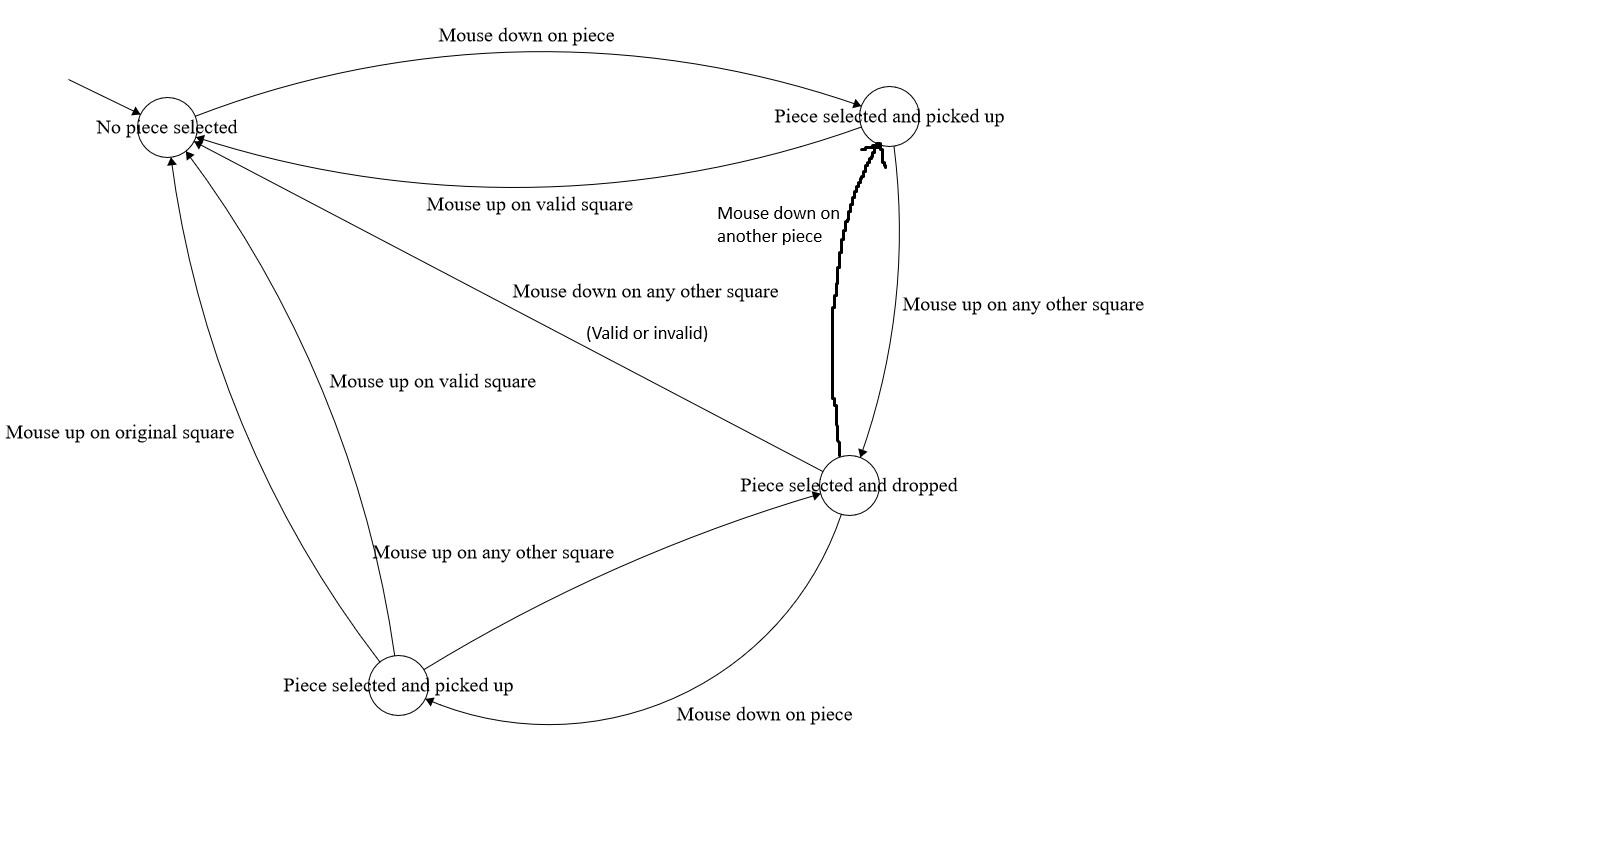 Mouse down on piece
No piece selected
Piece selected and picked up
Mouse up on valid square
Mouse down on
another piece
Mouse down on any other square
(Valid or invalid)
Mouse up on any other square
Mouse up on valid square
Mouse up on original square
Piece selected and dropped
Mouse up on any other square
Piece selected and picked up
Mouse down on piece